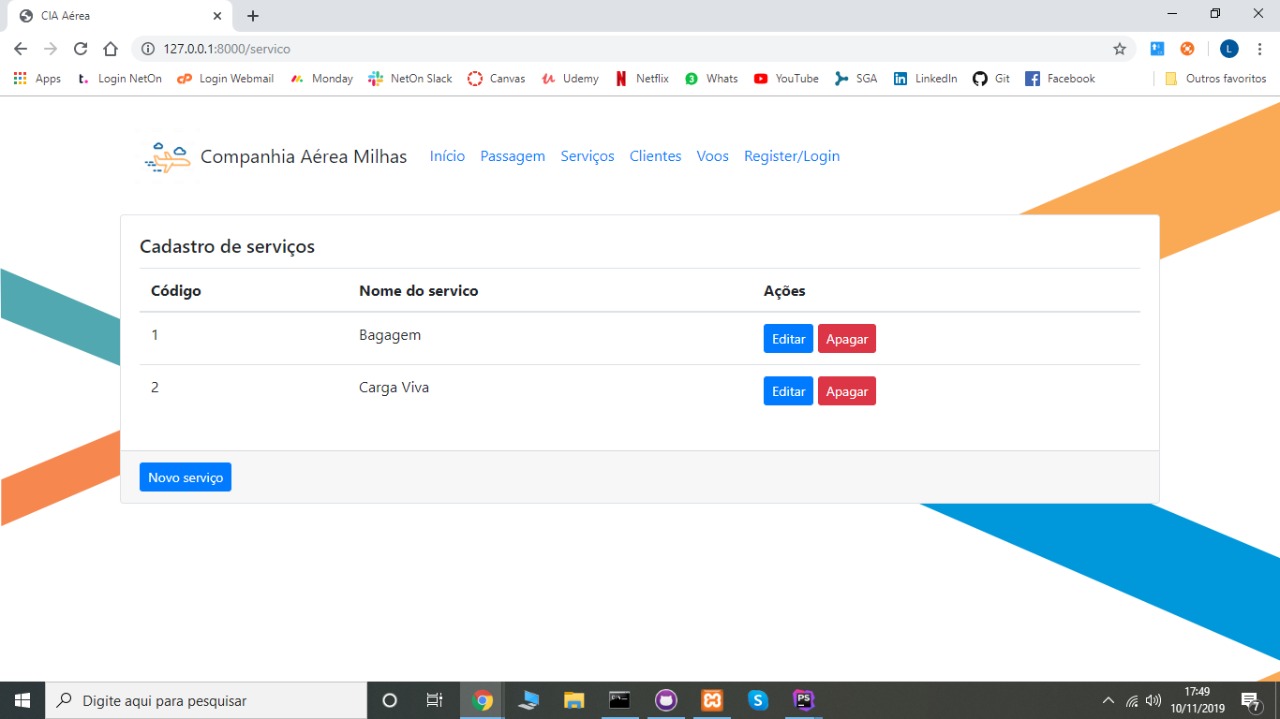 CIA Aérea
127.0.0.1:8000/servico
L
Apps t. Login NetOn Login Webmail Monday NetOn Slack Canvas Udemy Netflix 3 Whats YouTube SGA LinkedIn Git Facebook Outros favoritos
Companhia Aérea Milhas Início Passagem Serviços Clientes Voos Register/Login
Cadastro de serviços
Código Nome do servico Ações
1 Bagagem Editar Apagar
2 Carga Viva Editar Apagar
Novo serviço
Digite aqui para pesquisar
PS
17:49
10/11/2019
7